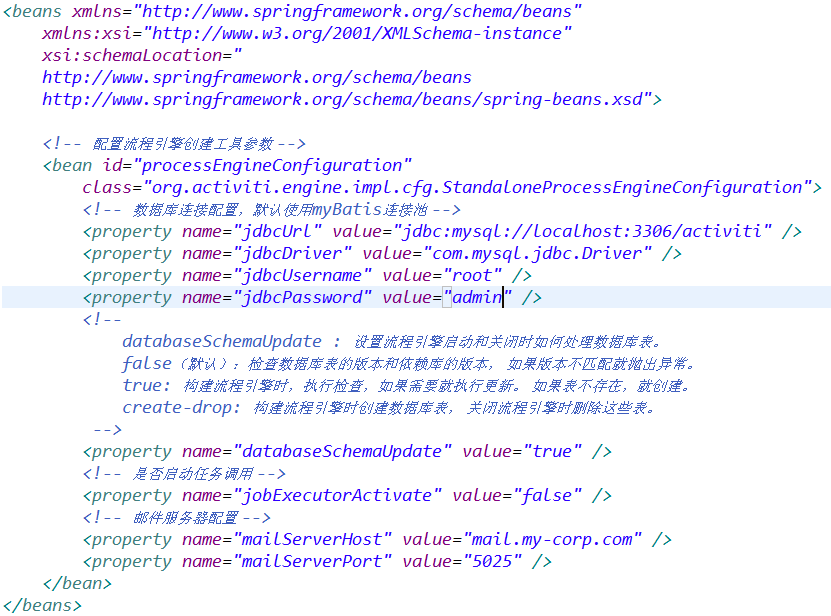 <beans xmlns="http://www.springframework.org/schema/beans"
    xmlns:xsi="http://www.w3.org/2001/XMLSchema-instance"
    xsi:schemaLocation="
    http://www.springframework.org/schema/beans
    http://www.springframework.org/schema/beans/spring-beans.xsd">
    <!-- 配置流程引擎创建工具参数 -->
    <bean id="processEngineConfiguration"
        class="org.activiti.engine.impl.cfg.StandaloneProcessEngineConfiguration">
        <!-- 数据库连接配置，默认使用myBatis连接池 -->
        <property name="jdbcUrl" value="jdbc:mysql://localhost:3306/activiti" />
        <property name="jdbcDriver" value="com.mysql.jdbc.Driver" />
        <property name="jdbcUsername" value="root" />
        <property name="jdbcPassword" value="admin" />
        <!--
            databaseSchemaUpdate : 设置流程引擎启动和关闭时如何处理数据库表。
            false（默认）：检查数据库表的版本和依赖库的版本， 如果版本不匹配就抛出异常。
            true: 构建流程引擎时，执行检查，如果需要就执行更新。 如果表不存在，就创建。
            create-drop: 构建流程引擎时创建数据库表， 关闭流程引擎时删除这些表。
         -->
        <property name="databaseSchemaUpdate" value="true" />
        <!-- 是否启动任务调用 -->
        <property name="jobExecutorActivate" value="false" />
        <!-- 邮件服务器配置 -->
        <property name="mailServerHost" value="mail.my-corp.com" />
        <property name="mailServerPort" value="5025" />
    </bean>
</beans>